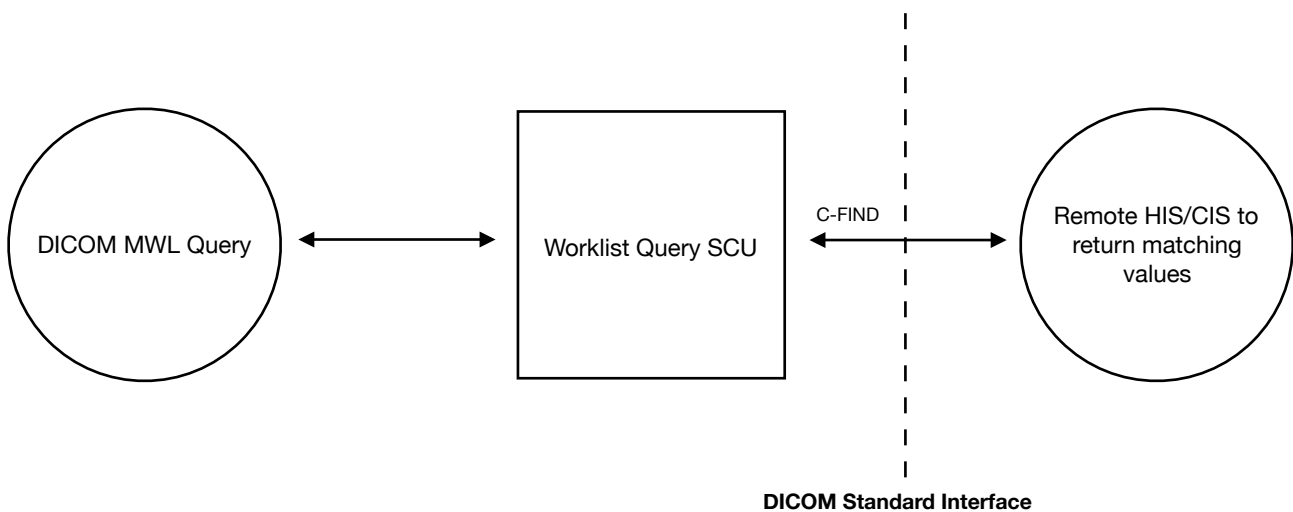 DICOM MWL Query
Worklist Query SCU
C-FIND
Remote HIS/CIS to
return matching
values
DICOM Standard Interface